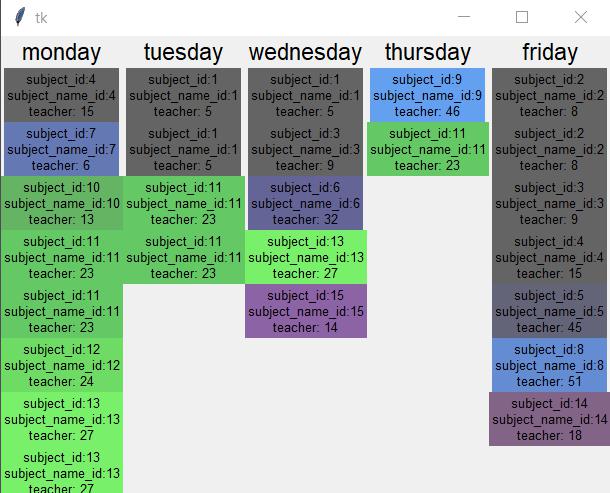 tk
monday
subject_id:4
subject_name_id:4
teacher: 15
subject_id:7
subject_name_id:7
teacher: 6
subject_id:10
subject_name_id:10
teacher: 13
subject_id:11
subject_name_id:11
teacher: 23
subject_id:11
subject_name_id:11
teacher: 23
subject_id:12
subject_name_id:12
teacher: 24
subject_id:13
subject_name_id:13
teacher: 27
subject_id:13
subject_name_id:13
teacher: 27
tuesday
subject_id:1
subject_name_id:1
teacher: 5
subject_id:1
subject_name_id:1
teacher: 5
subject_id:11
subject_name_id:11
teacher: 23
subject_id:11
subject_name_id:11
teacher: 23
wednesday
subject_id:1
subject_name_id:1
teacher: 5
subject_id:3
subject_name_id:3
teacher: 9
subject_id:6
subject_name_id:6
teacher: 32
subject_id:13
subject_name_id:13
teacher: 27
subject_id:15
subject_name_id:15
teacher: 14
thursday
subject_id:9
subject_name_id:9
teacher: 46
subject_id:11
subject_name_id:11
teacher: 23
friday
subject_id:2
subject_name_id:2
teacher: 8
subject_id:2
subject_name_id:2
teacher: 8
subject_id:3
subject_name_id:3
teacher: 9
subject_id:4
subject_name_id:4
teacher: 15
subject_id:5
subject_name_id:5
teacher: 45
subject_id:8
subject_name_id:8
teacher: 51
subject_id:14
subject_name_id:14
teacher: 18